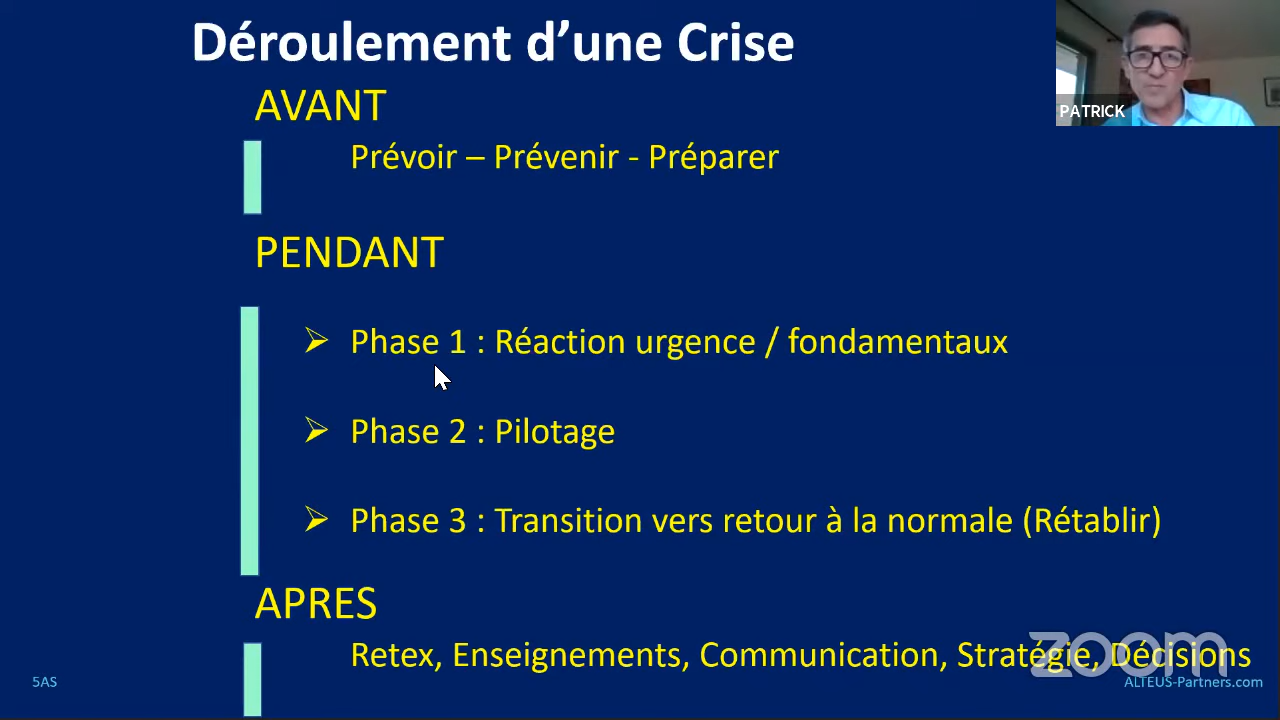 Déroulement d’une Crise
PATRICK
AVANT
Prévoir – Prévenir - Préparer
PENDANT
Phase 1 : Réaction urgence / fondamentaux
Phase 2 : Pilotage
Phase 3 : Transition vers retour à la normale (Rétablir)
APRES
Retex, Enseignements, Communication, Stratégie, Décisions
zoom
5AS
ALTEUS-Partners.com